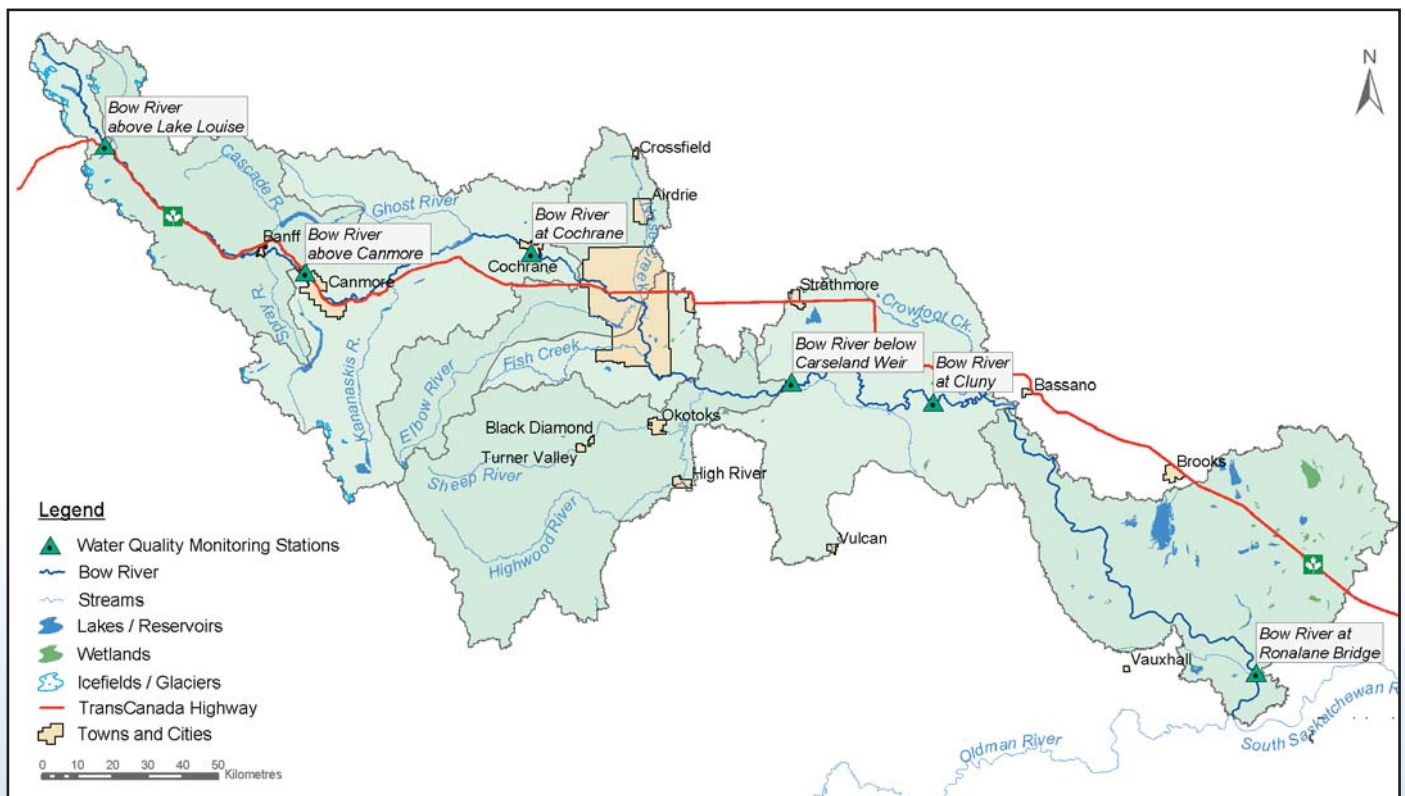 N
Bow River
above Lake Louise
Cascade R.
Crossfield
Airdrie
Ghost River
Nose Creek
Bow River
at Cochrane
Banff
Bow River
above Canmore
Cochrane
Canmore
Spray R.
Kananaskis R.
Strathmore
Crowfoot Ck.
Elbow River
Fish Creek
Bow River below
Carseland Weir
Bow River
at Cluny
Bassano
Okotoks
Black Diamond
Turner Valley
Sheep River
High River
Highwood River
Brooks
Vulcan
Vauxhall
Bow River at
Ronalane Bridge
Oldman River
South Saskatchewan R
Legend
Water Quality Monitoring Stations
Bow River
Streams
Lakes / Reservoirs
Wetlands
Icefields / Glaciers
TransCanada Highway
Towns and Cities
0 10 20 30 40 50
Kilometres